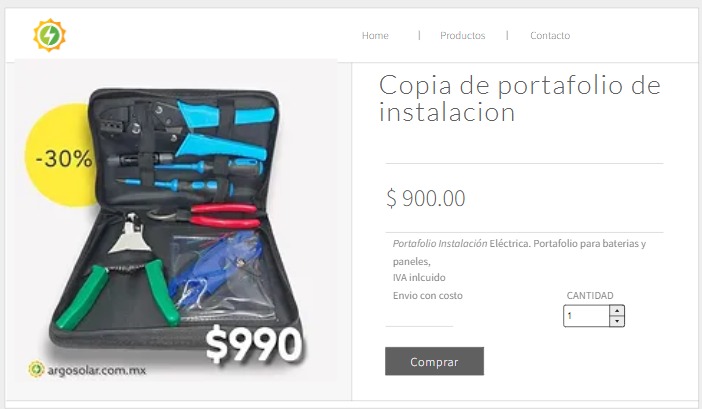 Home | Productos | Contacto
-30%
$990
argosolar.com.mx
Copia de portafolio de
instalacion
$ 900.00
Portafolio Instalación Eléctrica. Portafolio para baterias y
paneles,
IVA inlcuido
Envio con costo
CANTIDAD
1
Comprar